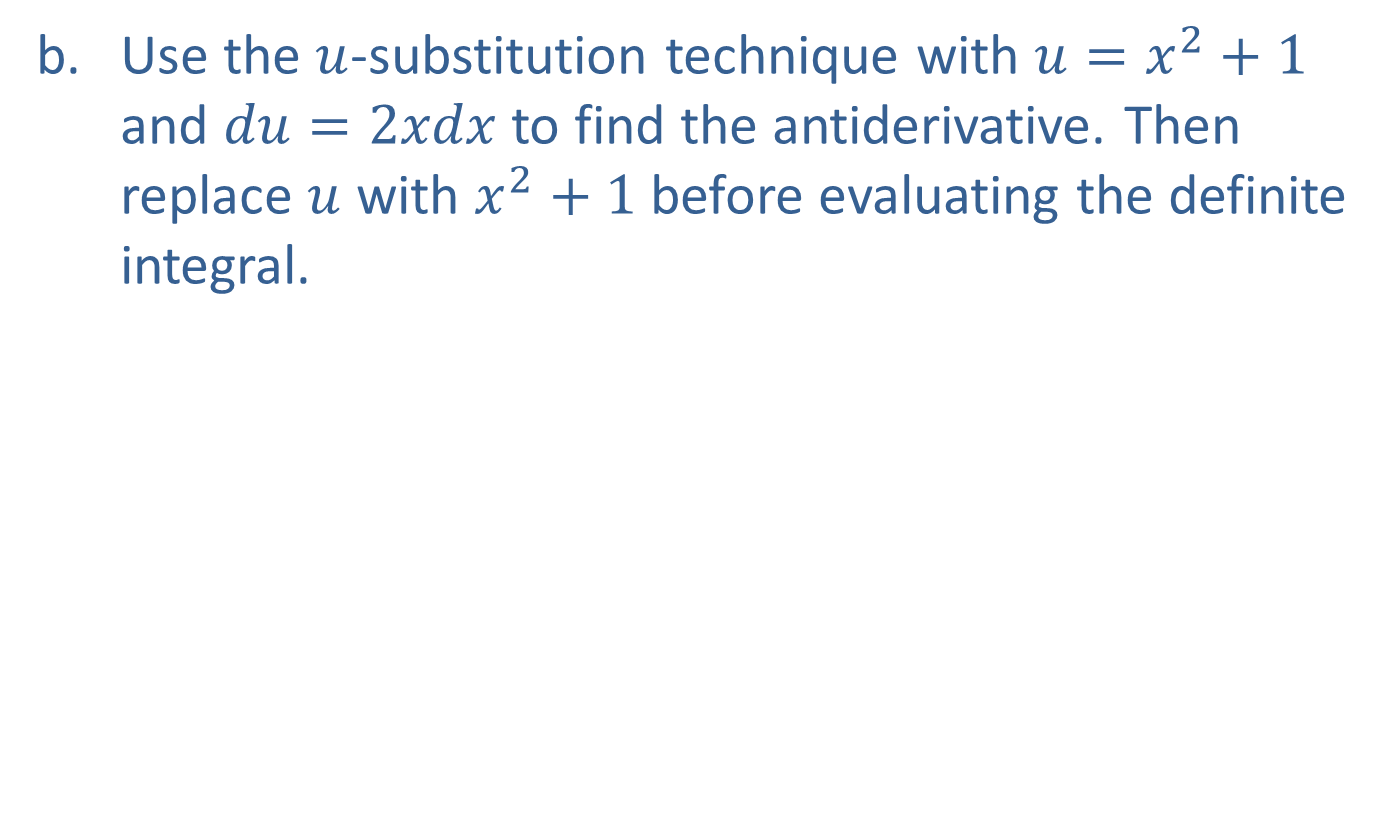 b. Use the 𝑢-substitution technique with 𝑢 = 𝑥² + 1
and 𝑑𝑢 = 2𝑥𝑑𝑥 to find the antiderivative. Then
replace 𝑢 with 𝑥² + 1 before evaluating the definite
integral.